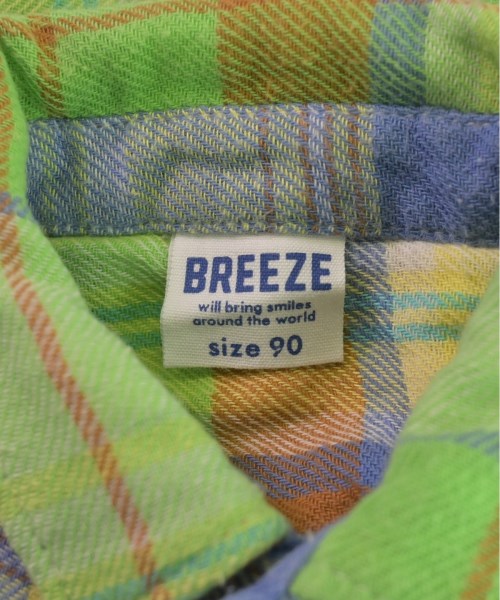 BREEZE
will bring smiles
around the world
size 90